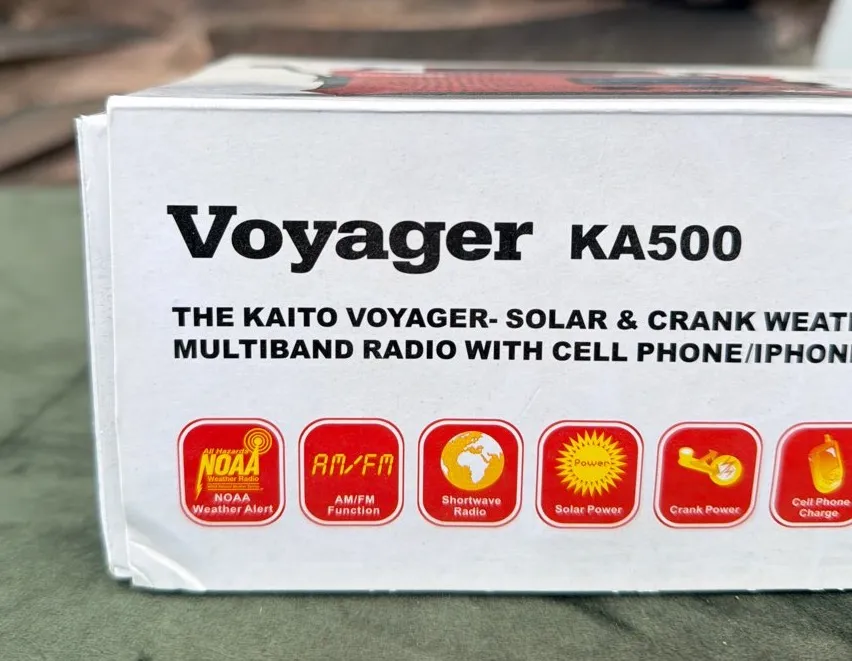 Voyager KA500
THE KAITO VOYAGER- SOLAR & CRANK
MULTIBAND RADIO WITH CELL PHONE/
All Hazards
NOAA
Weather Radio
NOAA
Weather Alert
AM/FM
AM/FM
Function
Shortwave
Radio
Power
Solar Power
Crank Power
Cell Phone
Charge